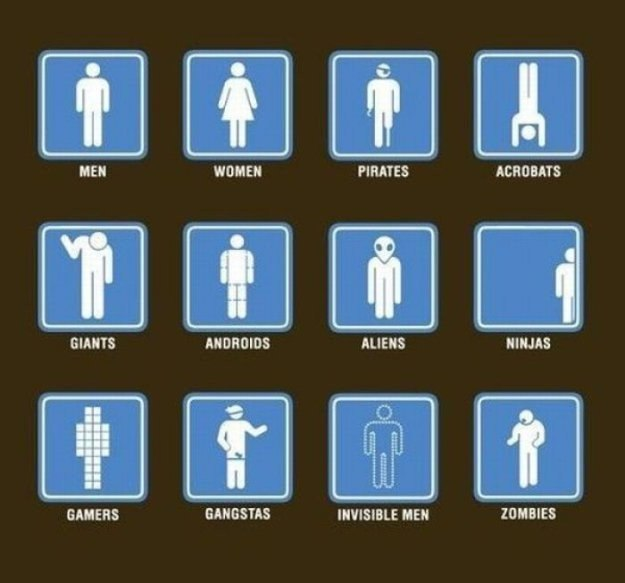 MEN
WOMEN
PIRATES
ACROBATS
GIANTS
ANDROIDS
ALIENS
NINJAS
GAMERS
GANGSTAS
INVISIBLE MEN
ZOMBIES